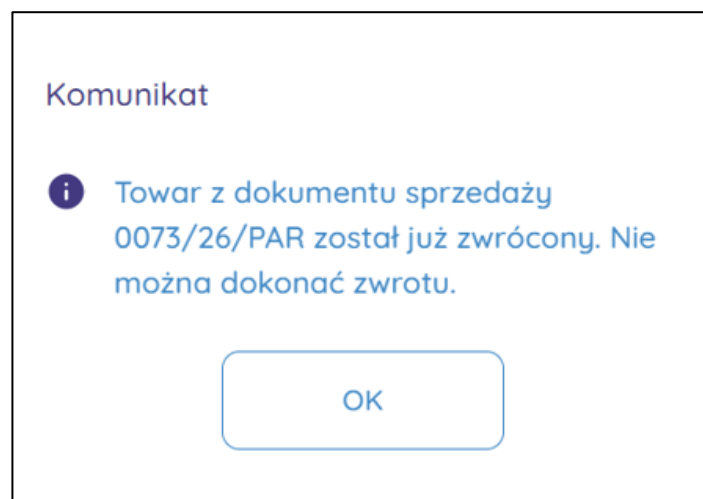 Komunikat
Towar z dokumentu sprzedaży
0073/26/PAR został już zwrócony. Nie
można dokonać zwrotu.
OK